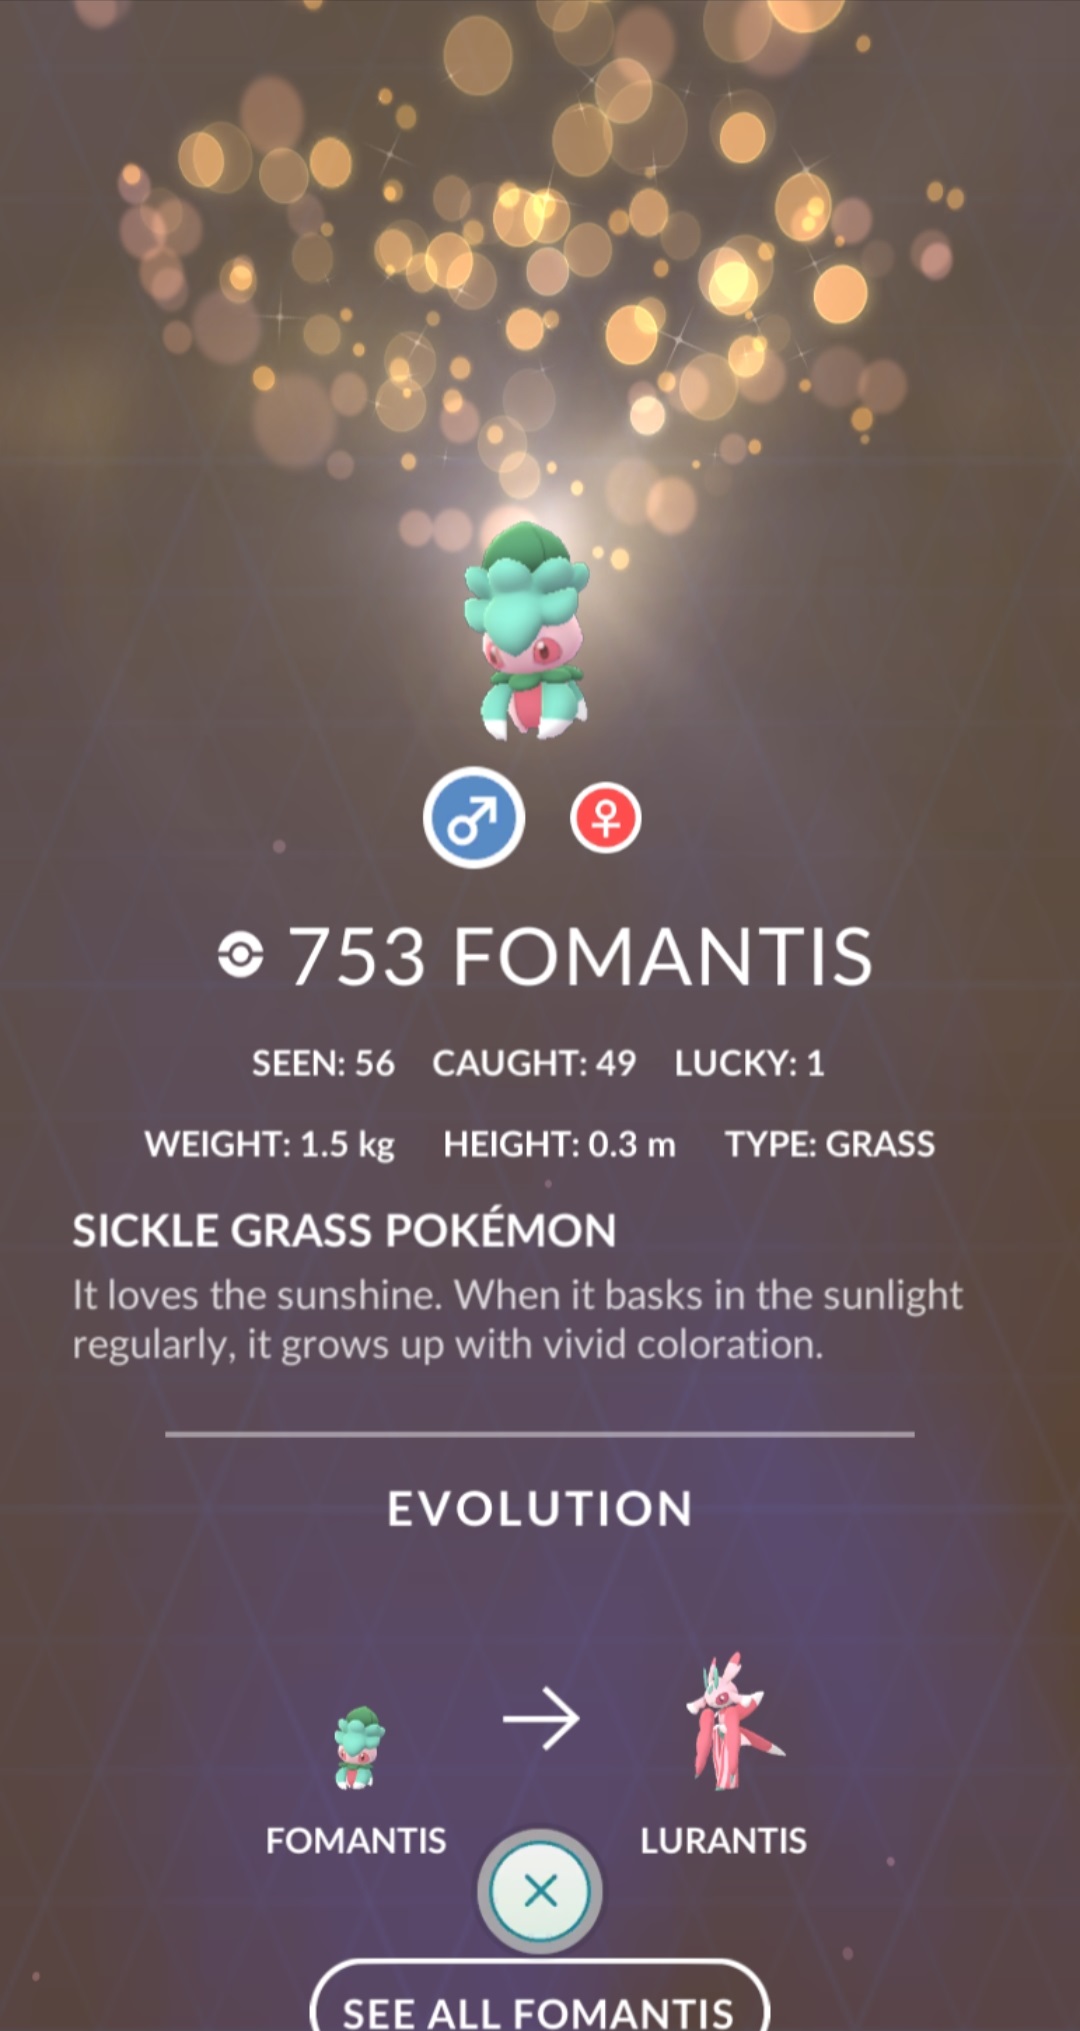 753 FOMANTIS
SEEN: 56 CAUGHT: 49 LUCKY: 1
WEIGHT: 1.5 kg HEIGHT: 0.3 m TYPE: GRASS
SICKLE GRASS POKÉMON
It loves the sunshine. When it basks in the sunlight
regularly, it grows up with vivid coloration.
EVOLUTION
FOMANTIS LURANTIS
SEE ALL FOMANTIS